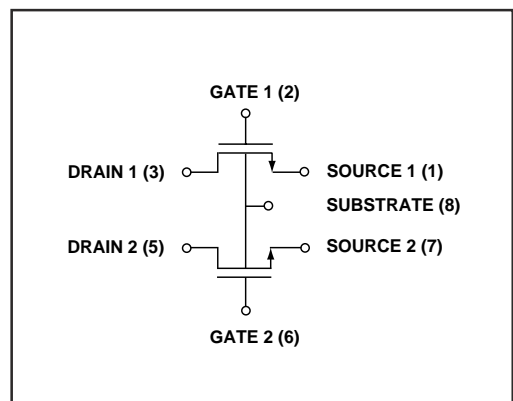 GATE 1 (2)
DRAIN 1 (3)
SOURCE 1 (1)
SUBSTRATE (8)
DRAIN 2 (5)
SOURCE 2 (7)
GATE 2 (6)